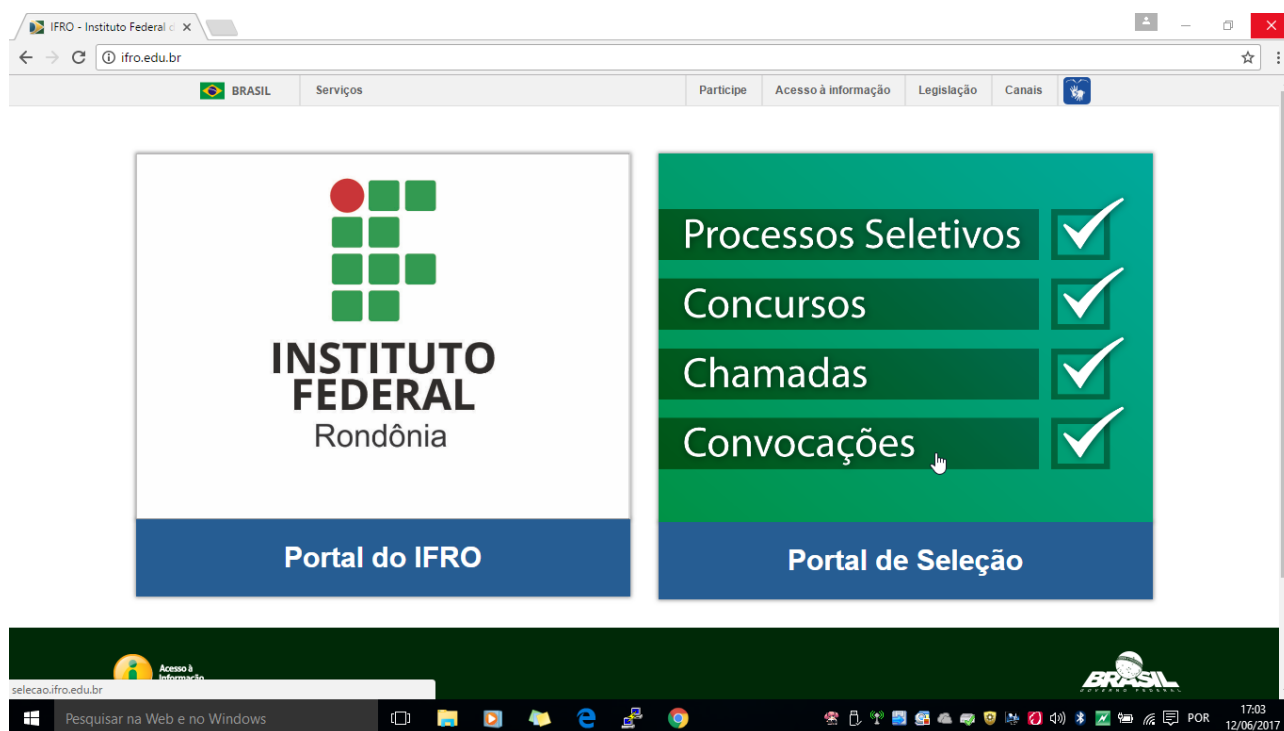 IFRO - Instituto Federal d
ifro.edu.br
BRASIL Serviços Participe Acesso à informação Legislação Canais
INSTITUTO
FEDERAL
Rondônia
Portal do IFRO
Processos Seletivos
Concursos
Chamadas
Convocações
Portal de Seleção
Acesso à
Informação
BRASIL
GOVERNO FEDERAL
selecao.ifro.edu.br
Pesquisar na Web e no Windows
POR
17:03
12/06/2017